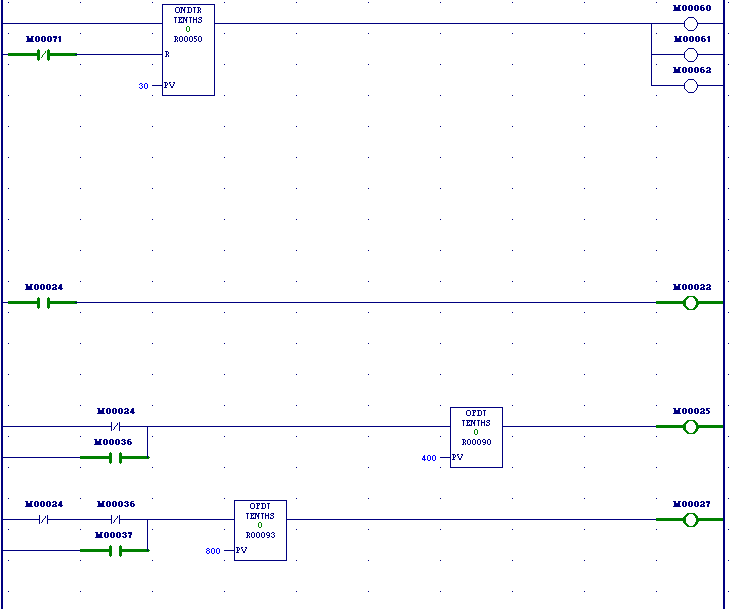 M00060
ONDTR
TENTHS
0
R00050
M00071
M00061
R
M00062
30 PV
M00024 M00022
M00024 M00025
OFDT
TENTHS
0
R00090
M00036
400 PV
M00024 M00036 M00027
OFDT
TENTHS
0
R00093
M00037
800 PV